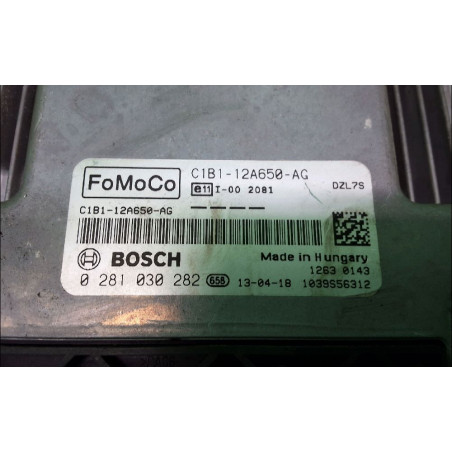 FoMoCo
C1B1-12A650-AG
e11 I-00 2081
DZL7S
C1B1-12A650-AG
BOSCH
Made in Hungary
1263 0143
0 281 030 282 658 13-04-18 1039S56312